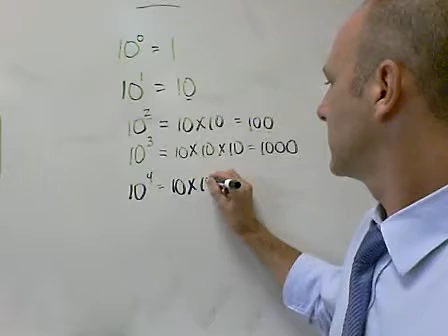 10⁰ = 1
10¹ = 10
10² = 10×10 = 100
10³ = 10×10×10 = 1000
10⁴ = 10×1